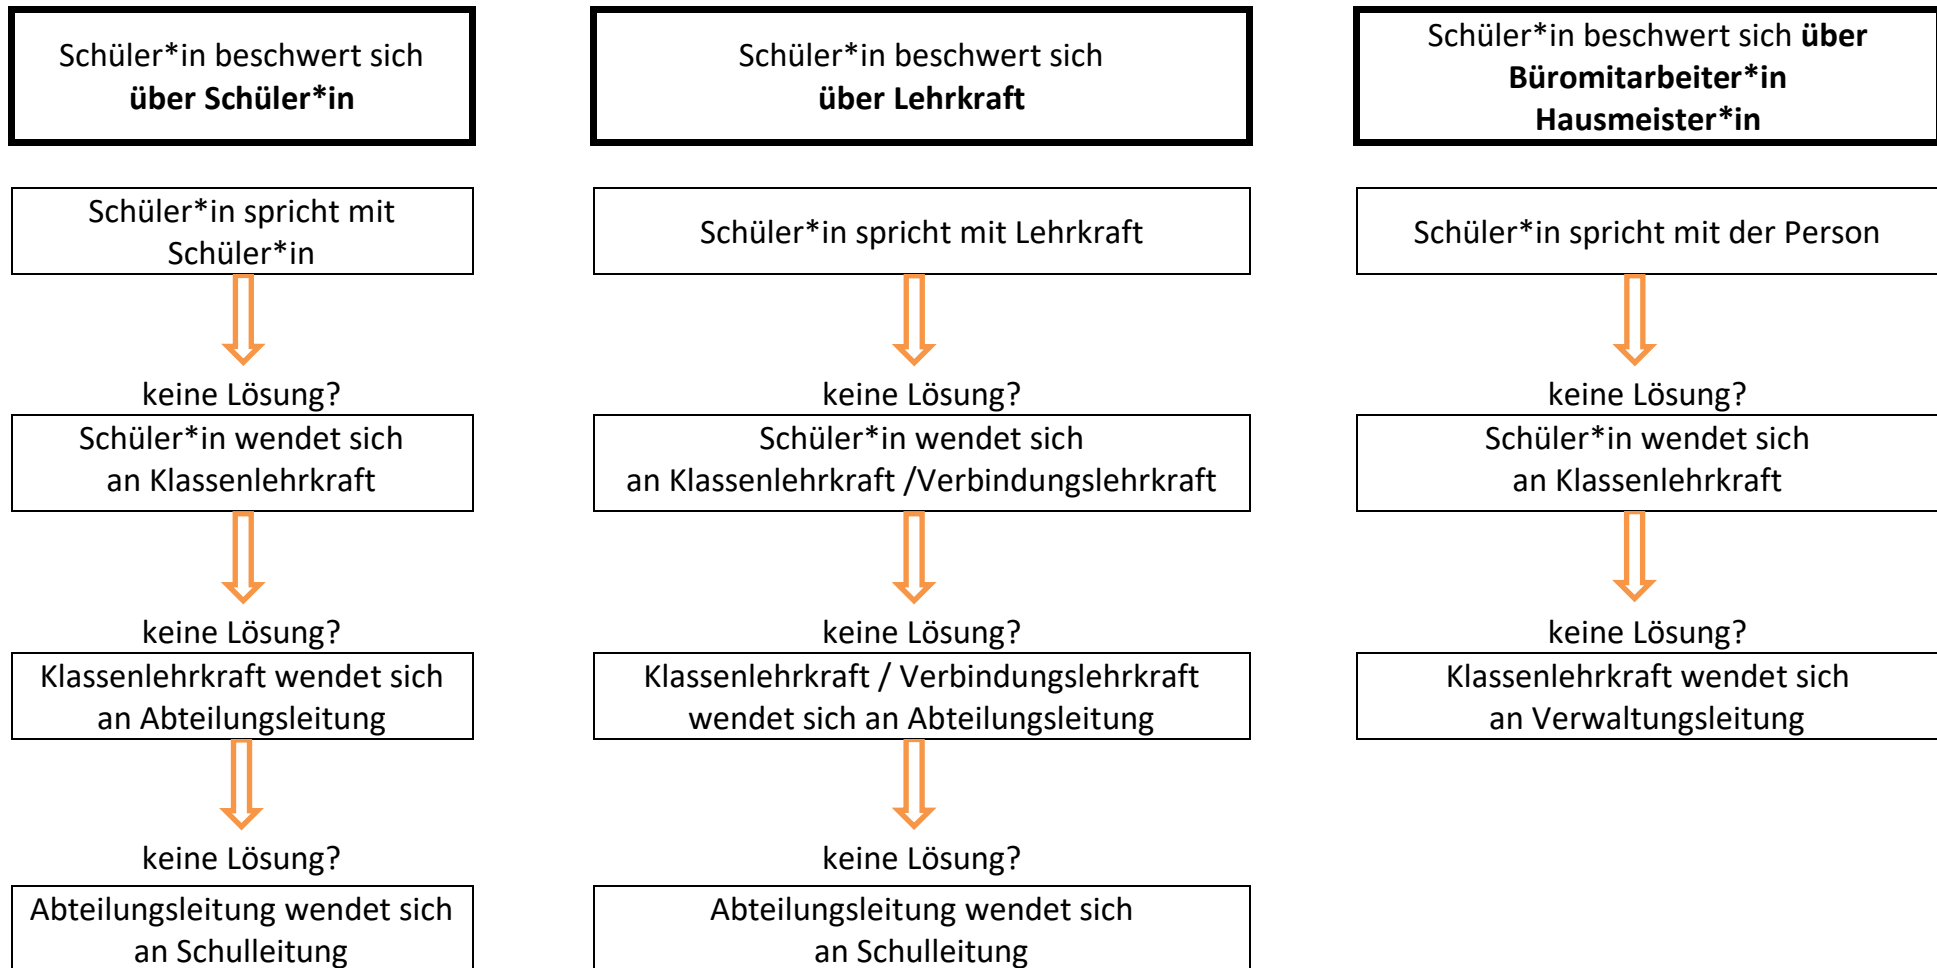 Schüler*in beschwert sich
über Schüler*in
Schüler*in spricht mit
Schüler*in
keine Lösung?
Schüler*in wendet sich
an Klassenlehrkraft
keine Lösung?
Klassenlehrkraft wendet sich
an Abteilungsleitung
keine Lösung?
Abteilungsleitung wendet sich
an Schulleitung
Schüler*in beschwert sich
über Lehrkraft
Schüler*in spricht mit Lehrkraft
keine Lösung?
Schüler*in wendet sich
an Klassenlehrkraft /Verbindungslehrkraft
keine Lösung?
Klassenlehrkraft / Verbindungslehrkraft
wendet sich an Abteilungsleitung
keine Lösung?
Abteilungsleitung wendet sich
an Schulleitung
Schüler*in beschwert sich über
Büromitarbeiter*in
Hausmeister*in
Schüler*in spricht mit der Person
keine Lösung?
Schüler*in wendet sich
an Klassenlehrkraft
keine Lösung?
Klassenlehrkraft wendet sich
an Verwaltungsleitung